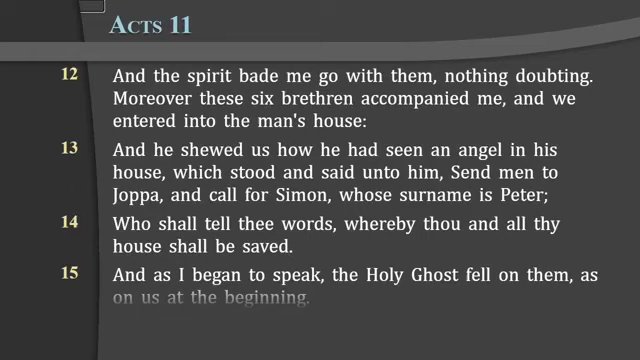 Acts 11
12 And the spirit bade me go with them, nothing doubting.
Moreover these six brethren accompanied me, and we
entered into the man's house:
13 And he shewed us how he had seen an angel in his
house, which stood and said unto him, Send men to
Joppa, and call for Simon, whose surname is Peter;
14 Who shall tell thee words, whereby thou and all thy
house shall be saved.
15 And as I began to speak, the Holy Ghost fell on them, as
on us at the beginning.